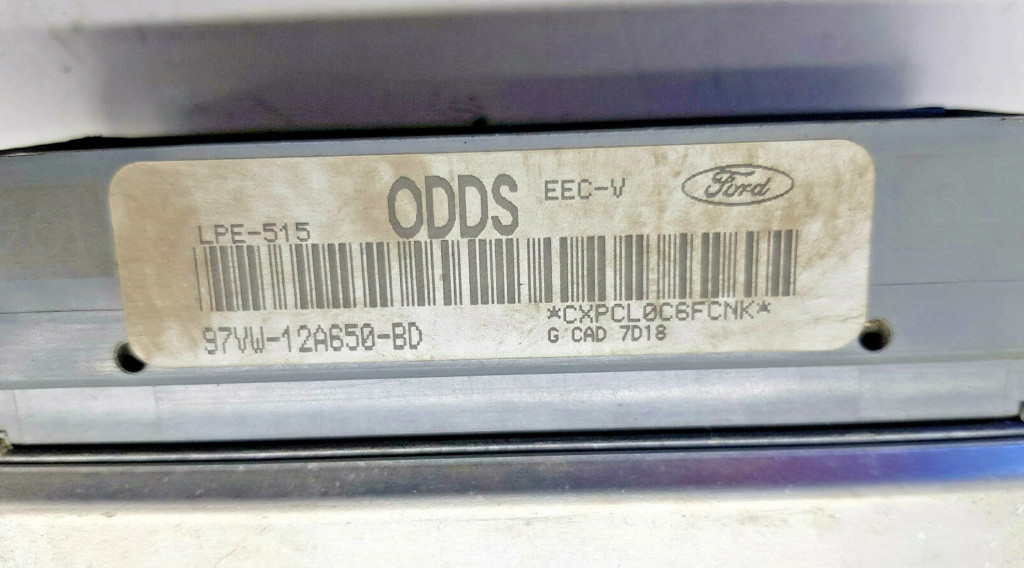 ODDS EEC-V Ford
LPE-515
*CXPCL0C6FCNK*
97VW-12A650-BD G CAD 7D18